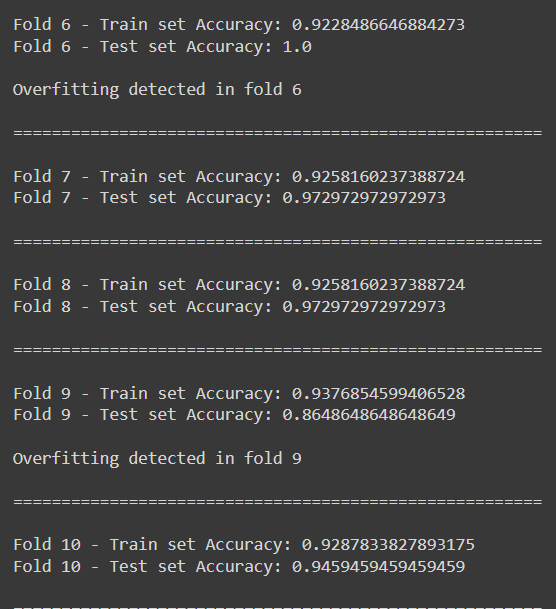 Fold 6 - Train set Accuracy: 0.9228486646884273
Fold 6 - Test set Accuracy: 1.0
Overfitting detected in fold 6
=======================================================
Fold 7 - Train set Accuracy: 0.9258160237388724
Fold 7 - Test set Accuracy: 0.972972972972973
=======================================================
Fold 8 - Train set Accuracy: 0.9258160237388724
Fold 8 - Test set Accuracy: 0.972972972972973
=======================================================
Fold 9 - Train set Accuracy: 0.9376854599406528
Fold 9 - Test set Accuracy: 0.8648648648648649
Overfitting detected in fold 9
=======================================================
Fold 10 - Train set Accuracy: 0.9287833827893175
Fold 10 - Test set Accuracy: 0.9459459459459459
=======================================================